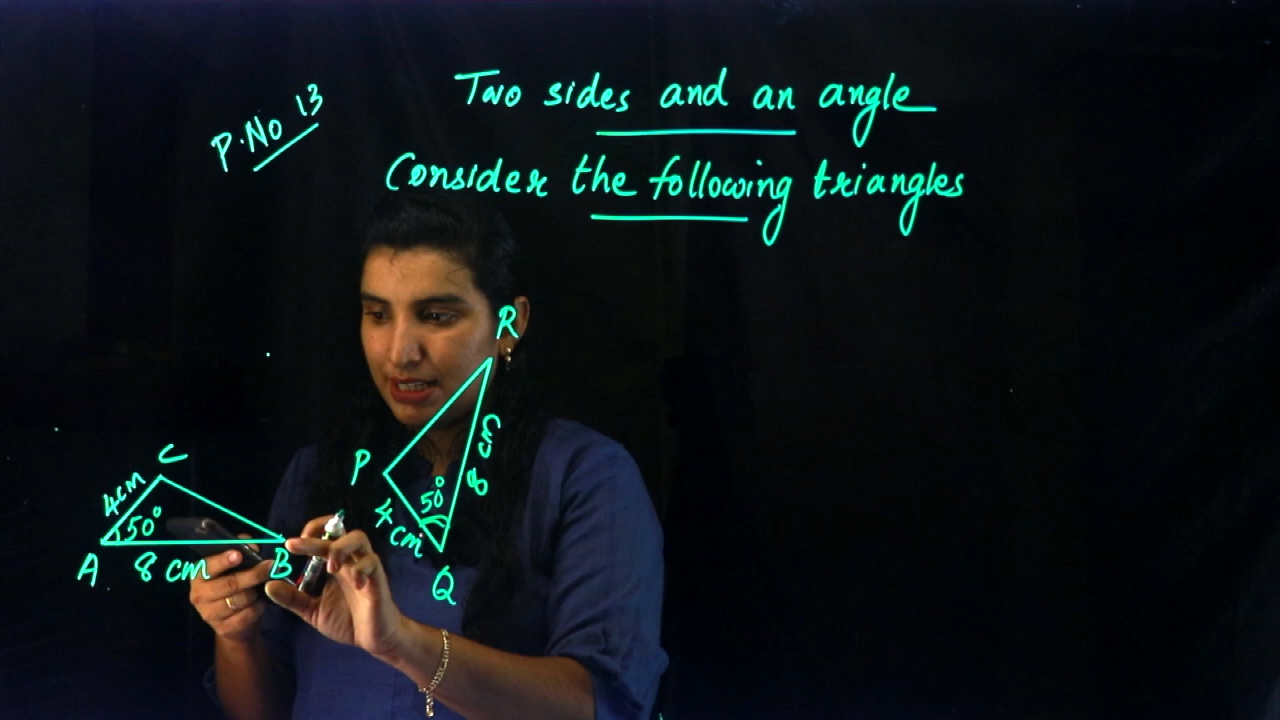 P.No 13
Two sides and an angle
Consider the following triangles
R
C
P
4cm
50°
8 cm
50°
4 cm
A
8 cm
B
Q